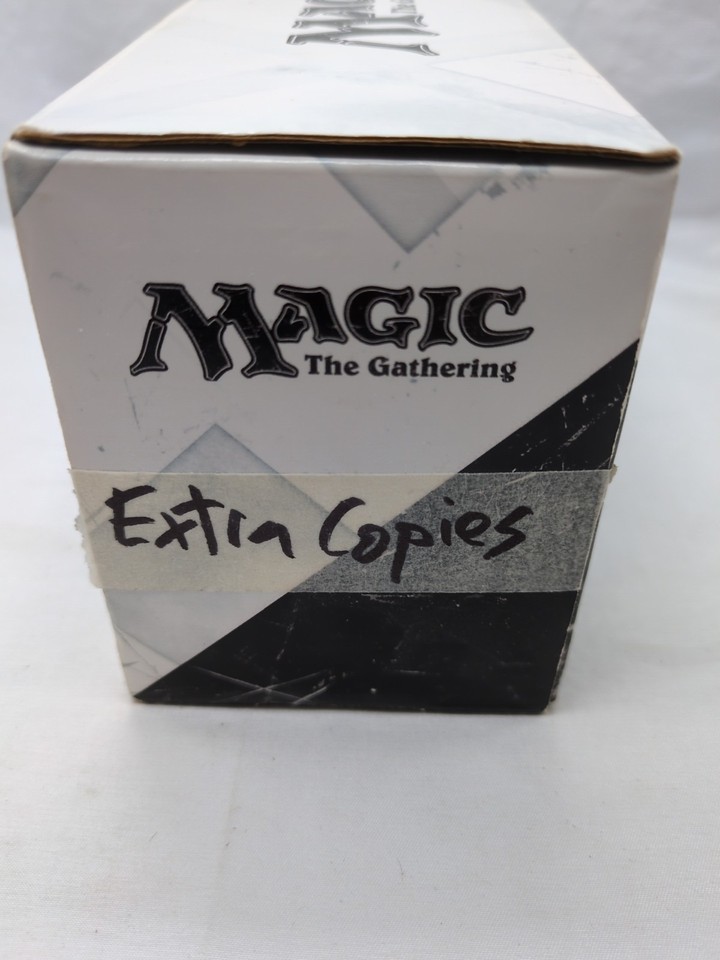 MAGIC
The Gathering
Extra Copies